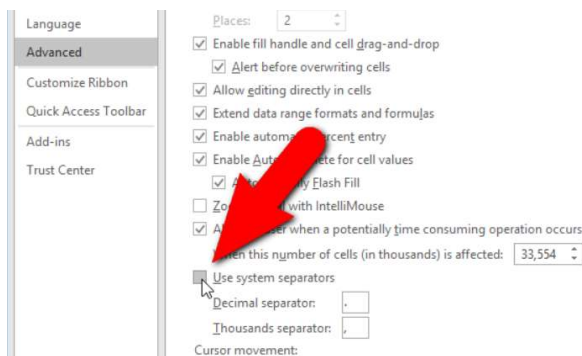 Language
Advanced
Customize Ribbon
Quick Access Toolbar
Add-ins
Trust Center
Places: 2
Enable fill handle and cell drag-and-drop
Alert before overwriting cells
Allow editing directly in cells
Extend data range formats and formulas
Enable automa entry
Enable for cell values
Flash Fill
with IntelliMouse
when a potentially time consuming operation occurs
this number of cells (in thousands) is affected: 33,554
Use system separators
Decimal separator: .
Thousands separator: ,
Cursor movement: